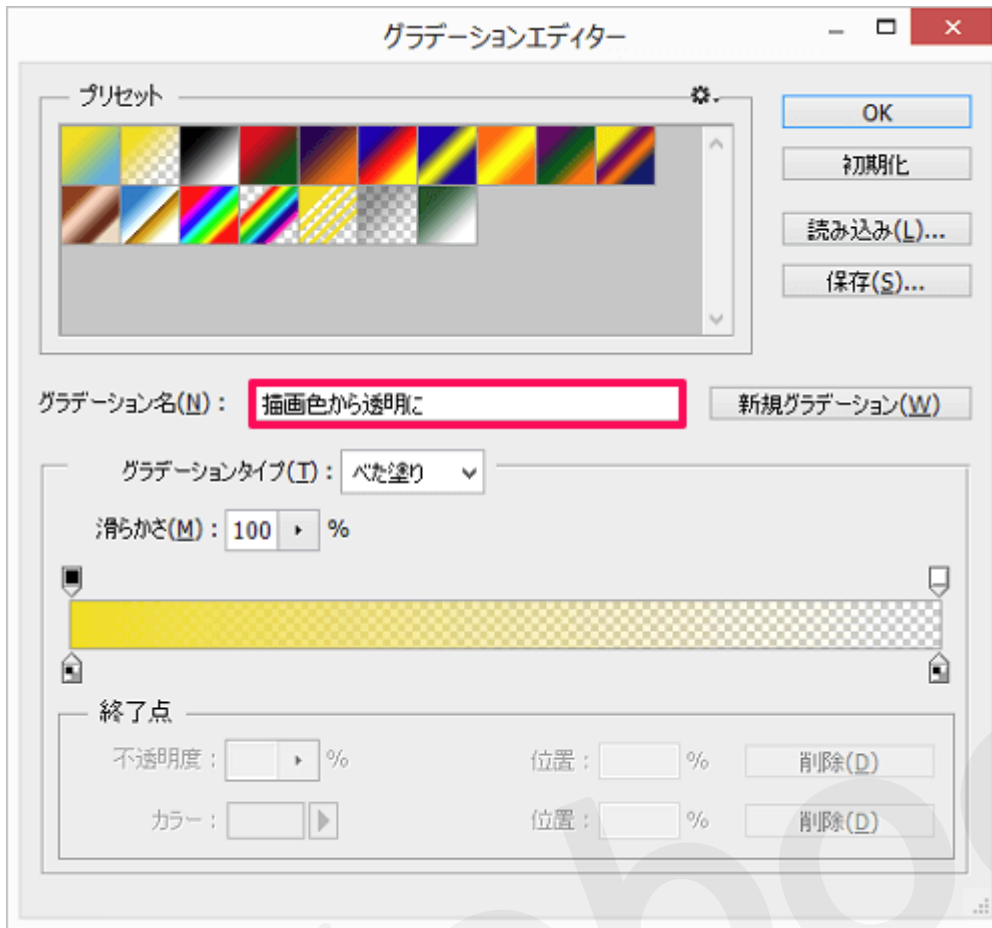 グラデーションエディター
プリセット
OK
初期化
読み込み(L)...
保存(S)...
グラデーション名(N)： 描画色から透明に 新規グラデーション(W)
グラデーションタイプ(T)： べた塗り
滑らかさ(M)： 100 %
終了点
不透明度： % 位置： % 削除(D)
カラー： 位置： % 削除(D)